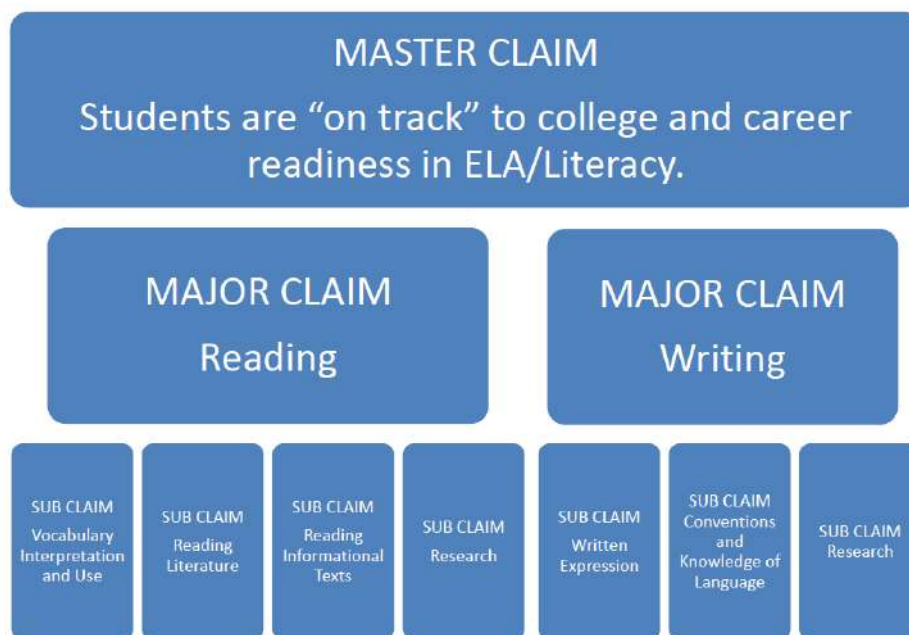 MASTER CLAIM
Students are “on track” to college and career
readiness in ELA/Literacy.
MAJOR CLAIM
Reading
MAJOR CLAIM
Writing
SUB CLAIM
Vocabulary
Interpretation
and Use
SUB CLAIM
Reading
Literature
SUB CLAIM
Reading
Informational
Texts
SUB CLAIM
Research
SUB CLAIM
Written
Expression
SUB CLAIM
Conventions
and
Knowledge of
Language
SUB CLAIM
Research